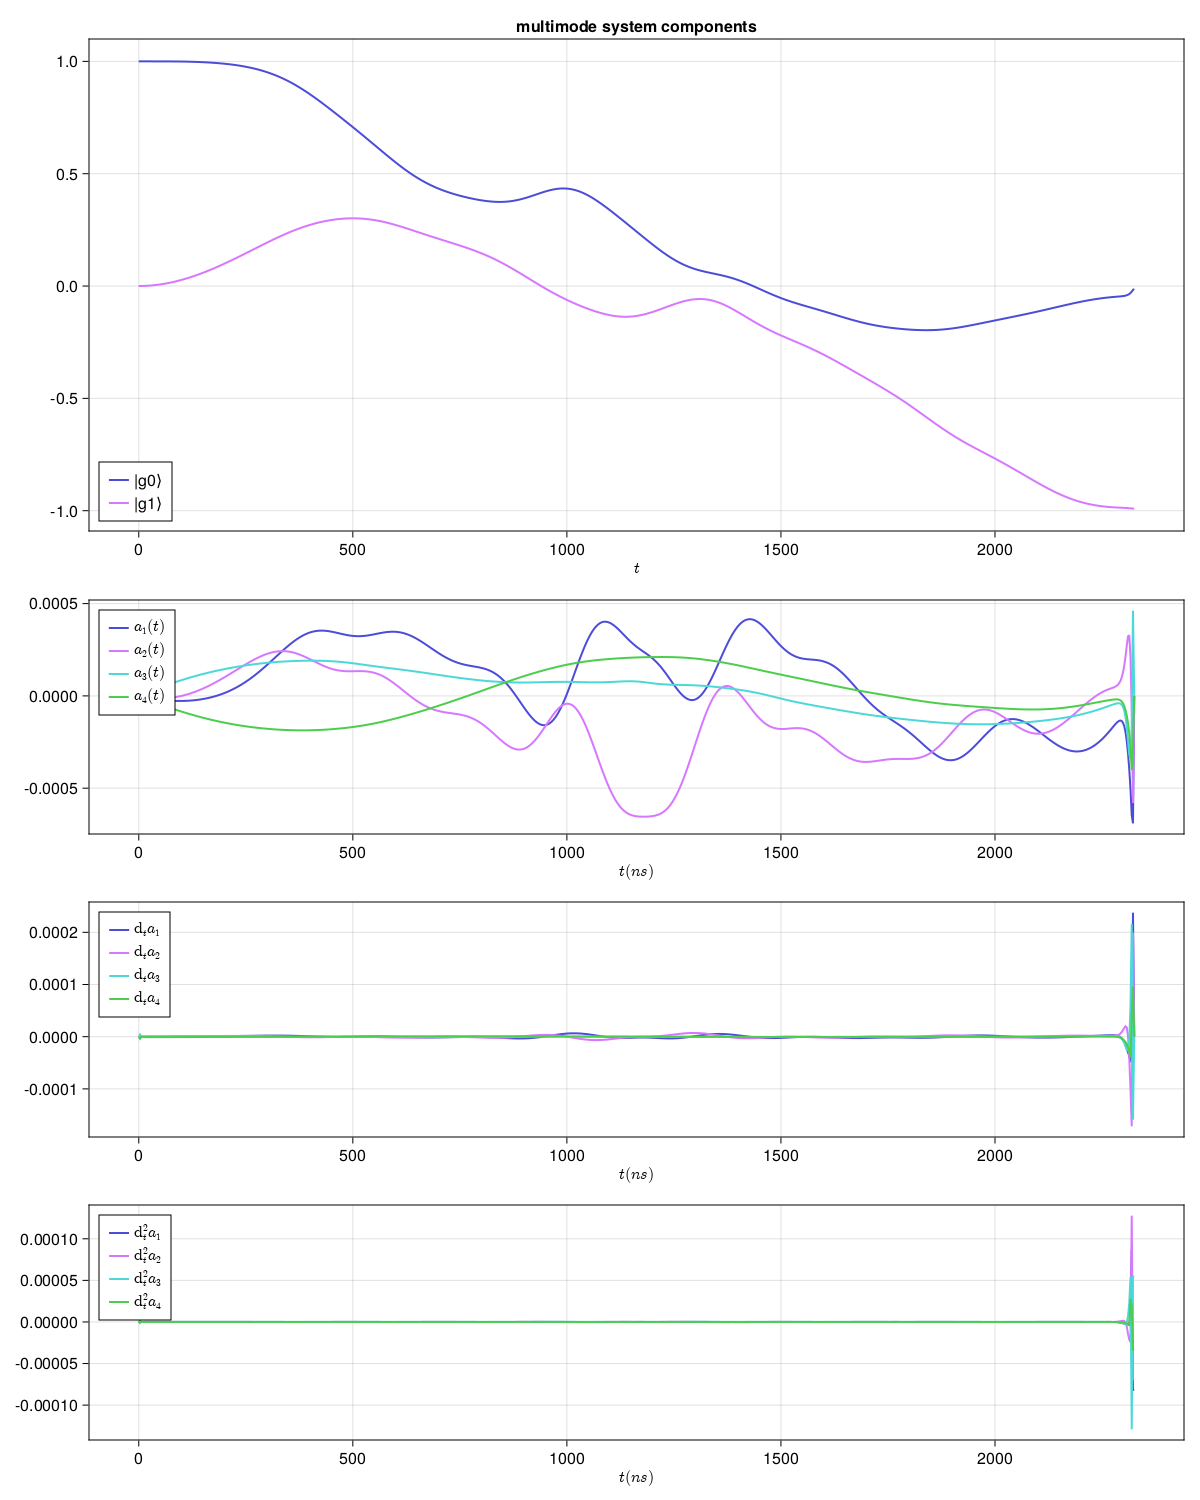 multimode system components
1.0
0.5
0.0
-0.5
-1.0
|g0⟩
|g1⟩
0 500 1000 1500 2000
t
0.0005
0.0000
-0.0005
a₁(t)
a₂(t)
a₃(t)
a₄(t)
0 500 1000 1500 2000
t(ns)
0.0002
0.0001
0.0000
-0.0001
dₜa₁
dₜa₂
dₜa₃
dₜa₄
0 500 1000 1500 2000
t(ns)
0.00010
0.00005
0.00000
-0.00005
-0.00010
dₜ²a₁
dₜ²a₂
dₜ²a₃
dₜ²a₄
0 500 1000 1500 2000
t(ns)